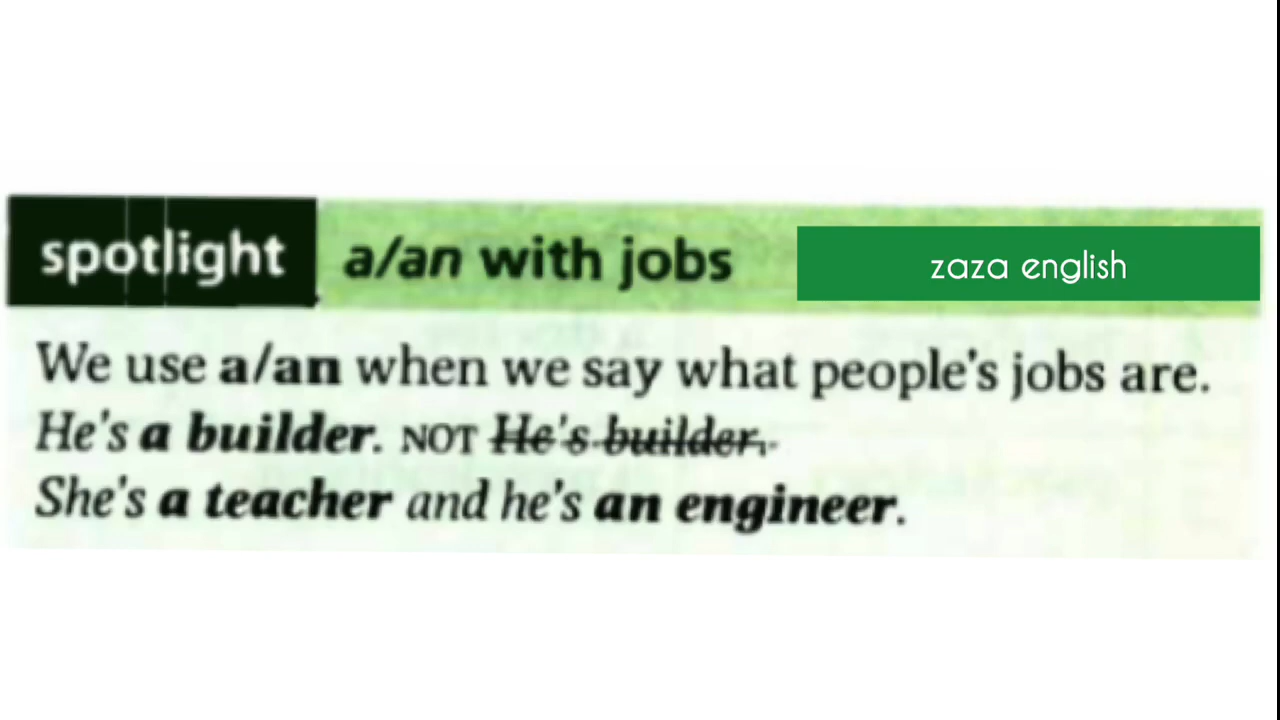 spotlight a/an with jobs zaza english
We use a/an when we say what people's jobs are.
He's a builder. NOT He's builder.
She's a teacher and he's an engineer.